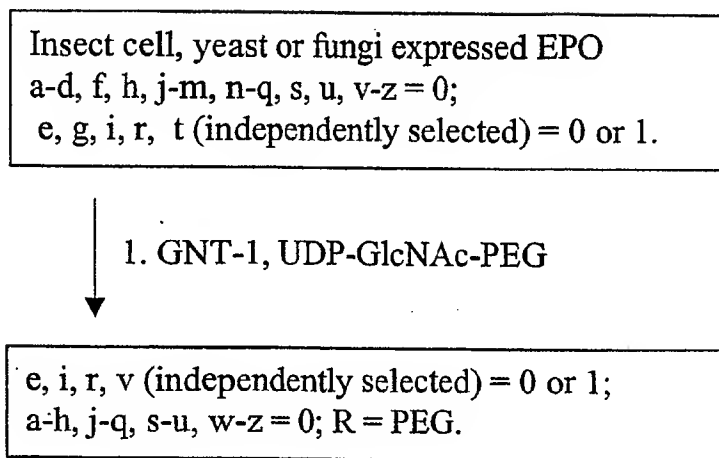 Insect cell, yeast or fungi expressed EPO
a-d, f, h, j-m, n-q, s, u, v-z = 0;
e, g, i, r, t (independently selected) = 0 or 1.
1. GNT-1, UDP-GlcNAc-PEG
e, i, r, v (independently selected) = 0 or 1;
a-h, j-q, s-u, w-z = 0; R = PEG.